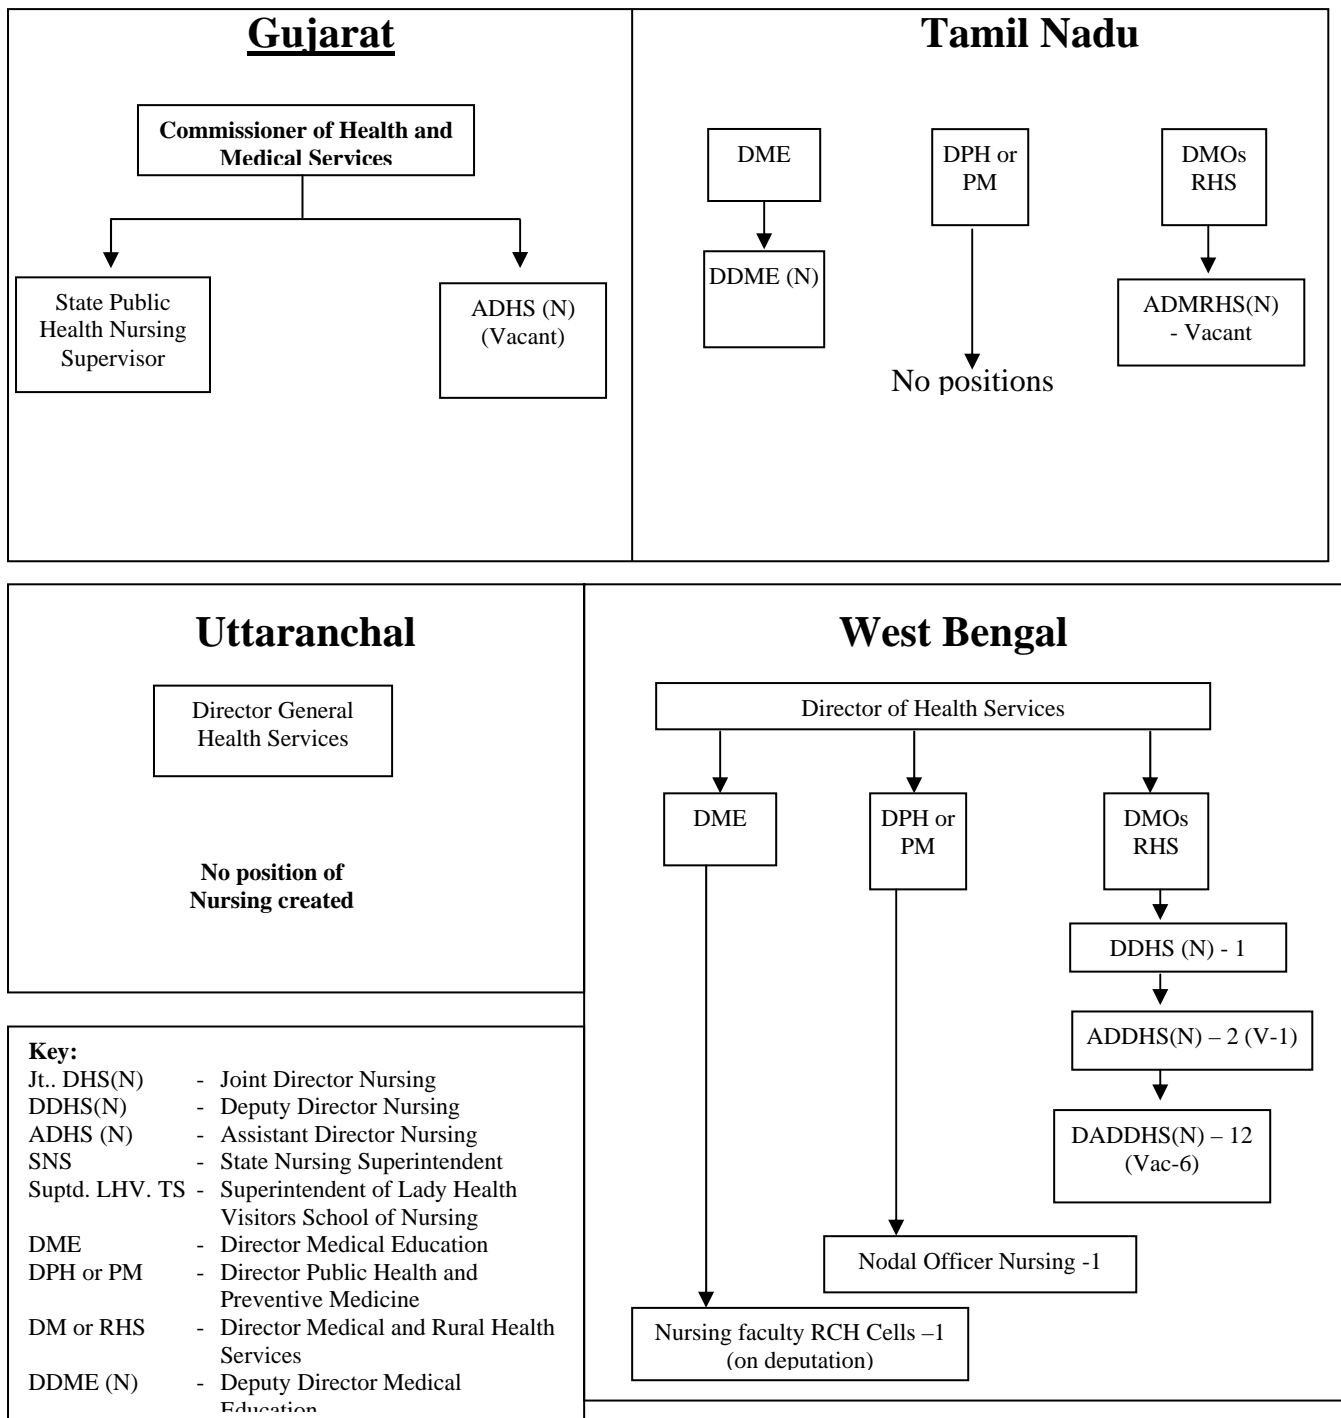 Gujarat
Commissioner of Health and
Medical Services
State Public
Health Nursing
Supervisor
ADHS (N)
(Vacant)
Tamil Nadu
DME
DPH or
PM
DMOs
RHS
DDME (N)
No positions
ADMRHS(N)
- Vacant
Uttaranchal
Director General
Health Services
No position of
Nursing created
West Bengal
Director of Health Services
DME
DPH or
PM
DMOs
RHS
DDHS (N) - 1
ADDHS(N) – 2 (V-1)
DADDHS(N) – 12
(Vac-6)
Nodal Officer Nursing -1
Nursing faculty RCH Cells –1
(on deputation)
Key:
Jt.. DHS(N) - Joint Director Nursing
DDHS(N) - Deputy Director Nursing
ADHS (N) - Assistant Director Nursing
SNS - State Nursing Superintendent
Suptd. LHV. TS - Superintendent of Lady Health
Visitors School of Nursing
DME - Director Medical Education
DPH or PM - Director Public Health and
Preventive Medicine
DM or RHS - Director Medical and Rural Health
Services
DDME (N) - Deputy Director Medical
Education